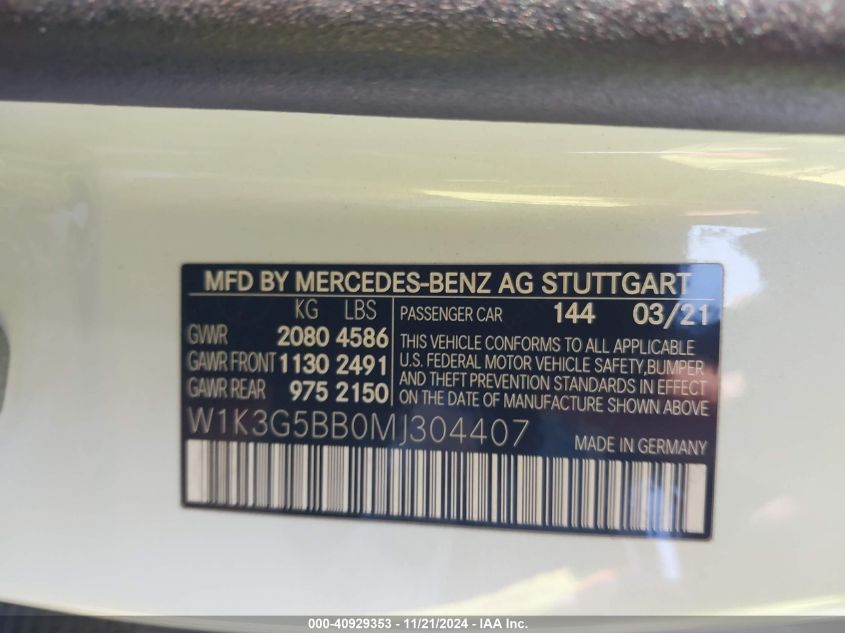 MFD BY MERCEDES-BENZ AG STUTTGART
KG LBS
GVWR 2080 4586
GAWR FRONT 1130 2491
GAWR REAR 975 2150
PASSENGER CAR 144 03/21
THIS VEHICLE CONFORMS TO ALL APPLICABLE
U.S. FEDERAL MOTOR VEHICLE SAFETY,BUMPER
AND THEFT PREVENTION STANDARDS IN EFFECT
ON THE DATE OF MANUFACTURE SHOWN ABOVE
W1K3G5BB0MJ304407
MADE IN GERMANY
000-40929353 - 11/21/2024 - IAA Inc.